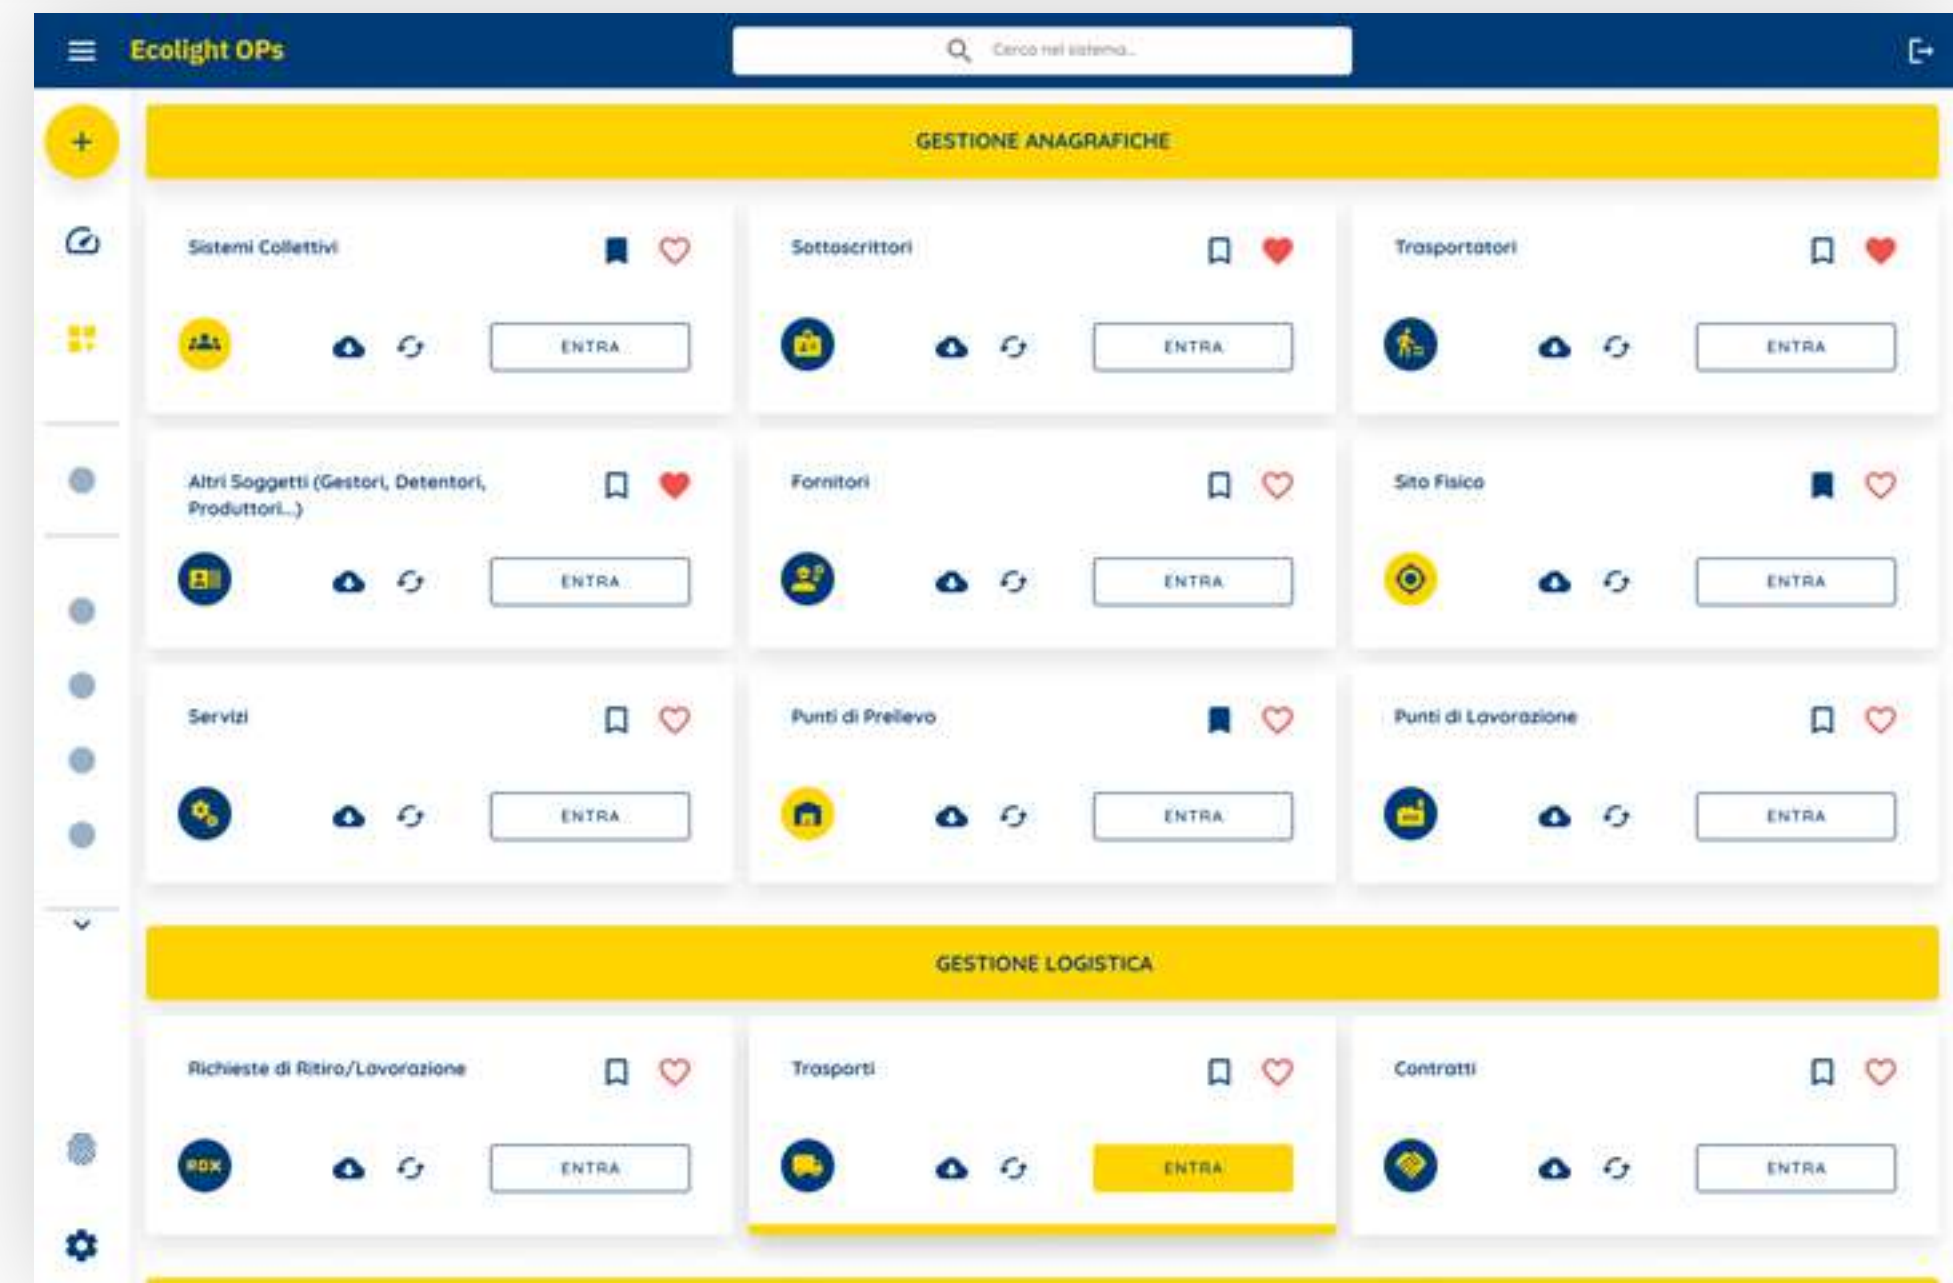 Ecolight OPs
Cerca nel sistema...
GESTIONE ANAGRAFICHE
Sistemi Collettivi
Sottoscrittori
Trasportatori
ENTRA
ENTRA
ENTRA
Altri Soggetti (Gestori, Detentori,
Produttori...)
Fornitori
Sito Fisico
ENTRA
ENTRA
ENTRA
Servizi
Punti di Prelievo
Punti di Lavorazione
ENTRA
ENTRA
ENTRA
GESTIONE LOGISTICA
Richieste di Ritiro/Lavorazione
Trasporti
Contratti
RDX
ENTRA
ENTRA
ENTRA